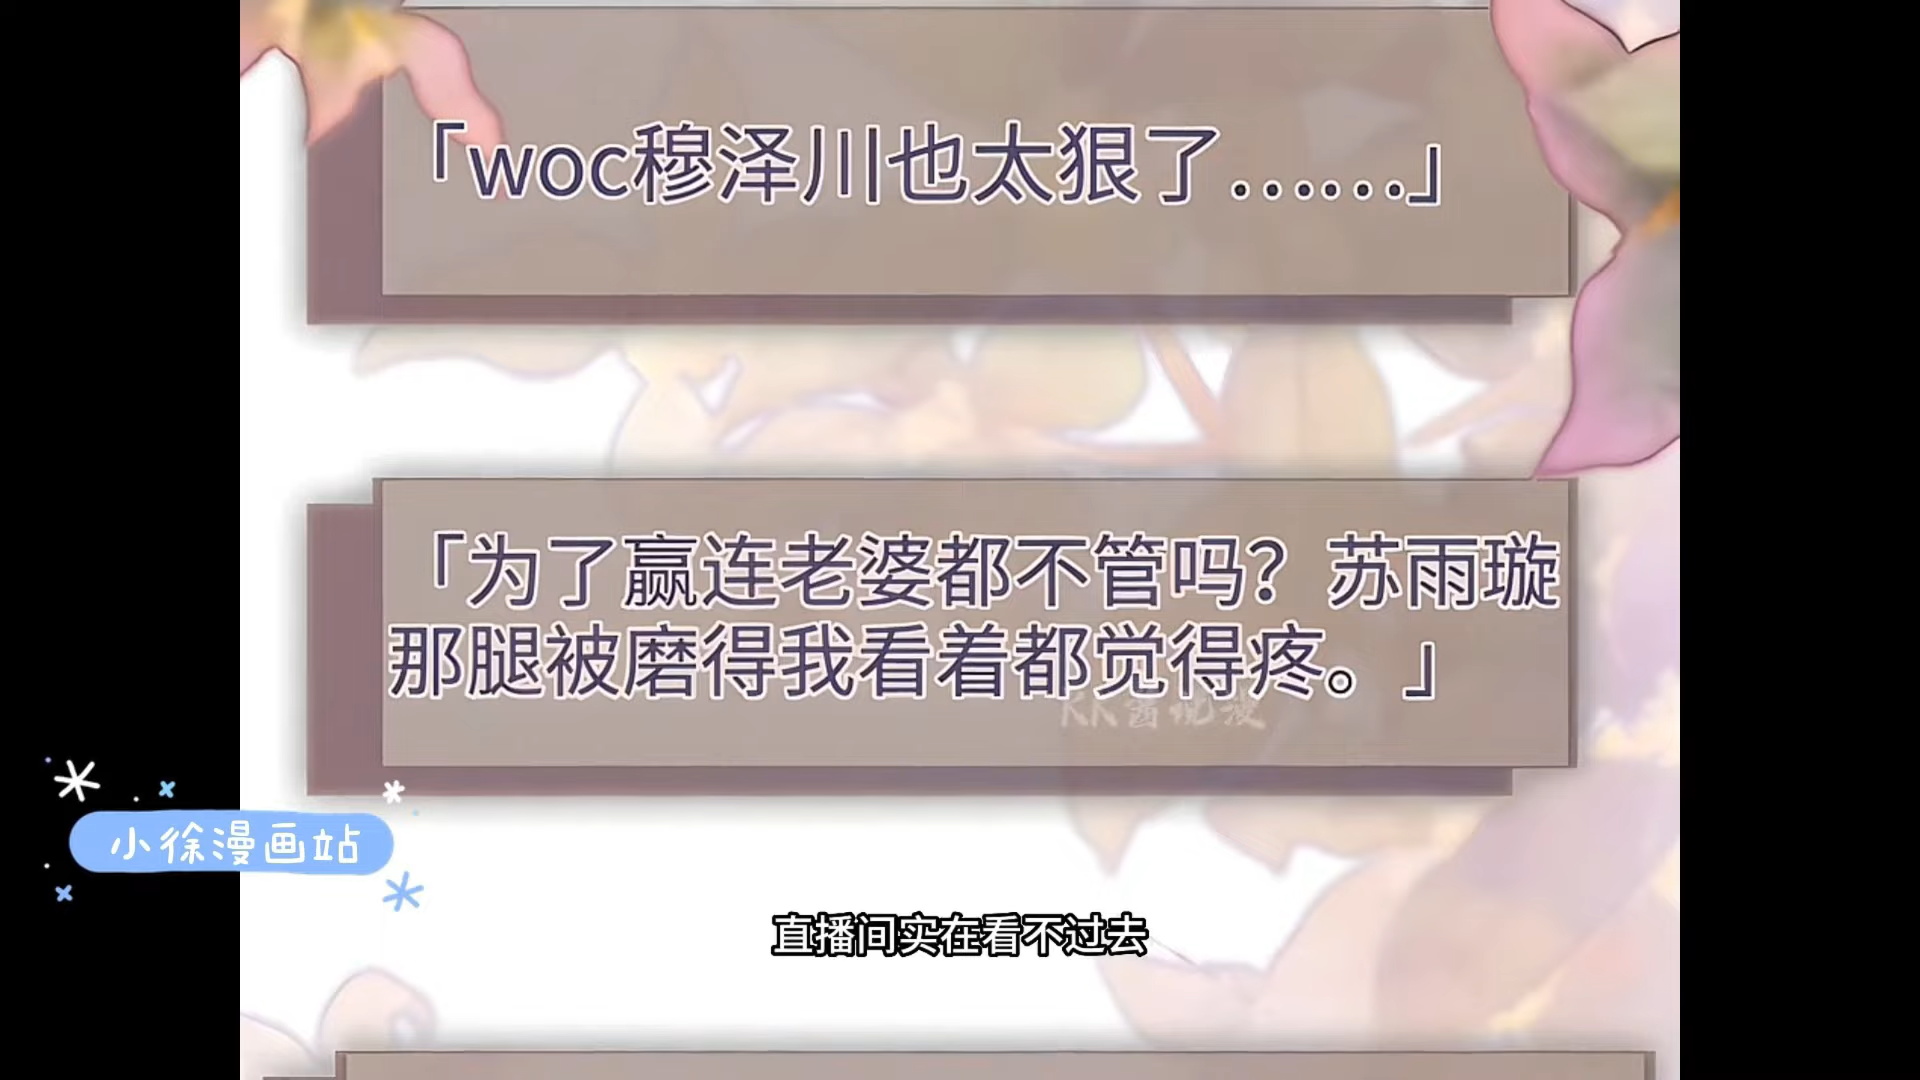 「woc穆泽川也太狠了……」
「为了赢连老婆都不管吗？苏雨璇
那腿被磨得我看着都觉得疼。」
小徐漫画站
直播间实在看不过去